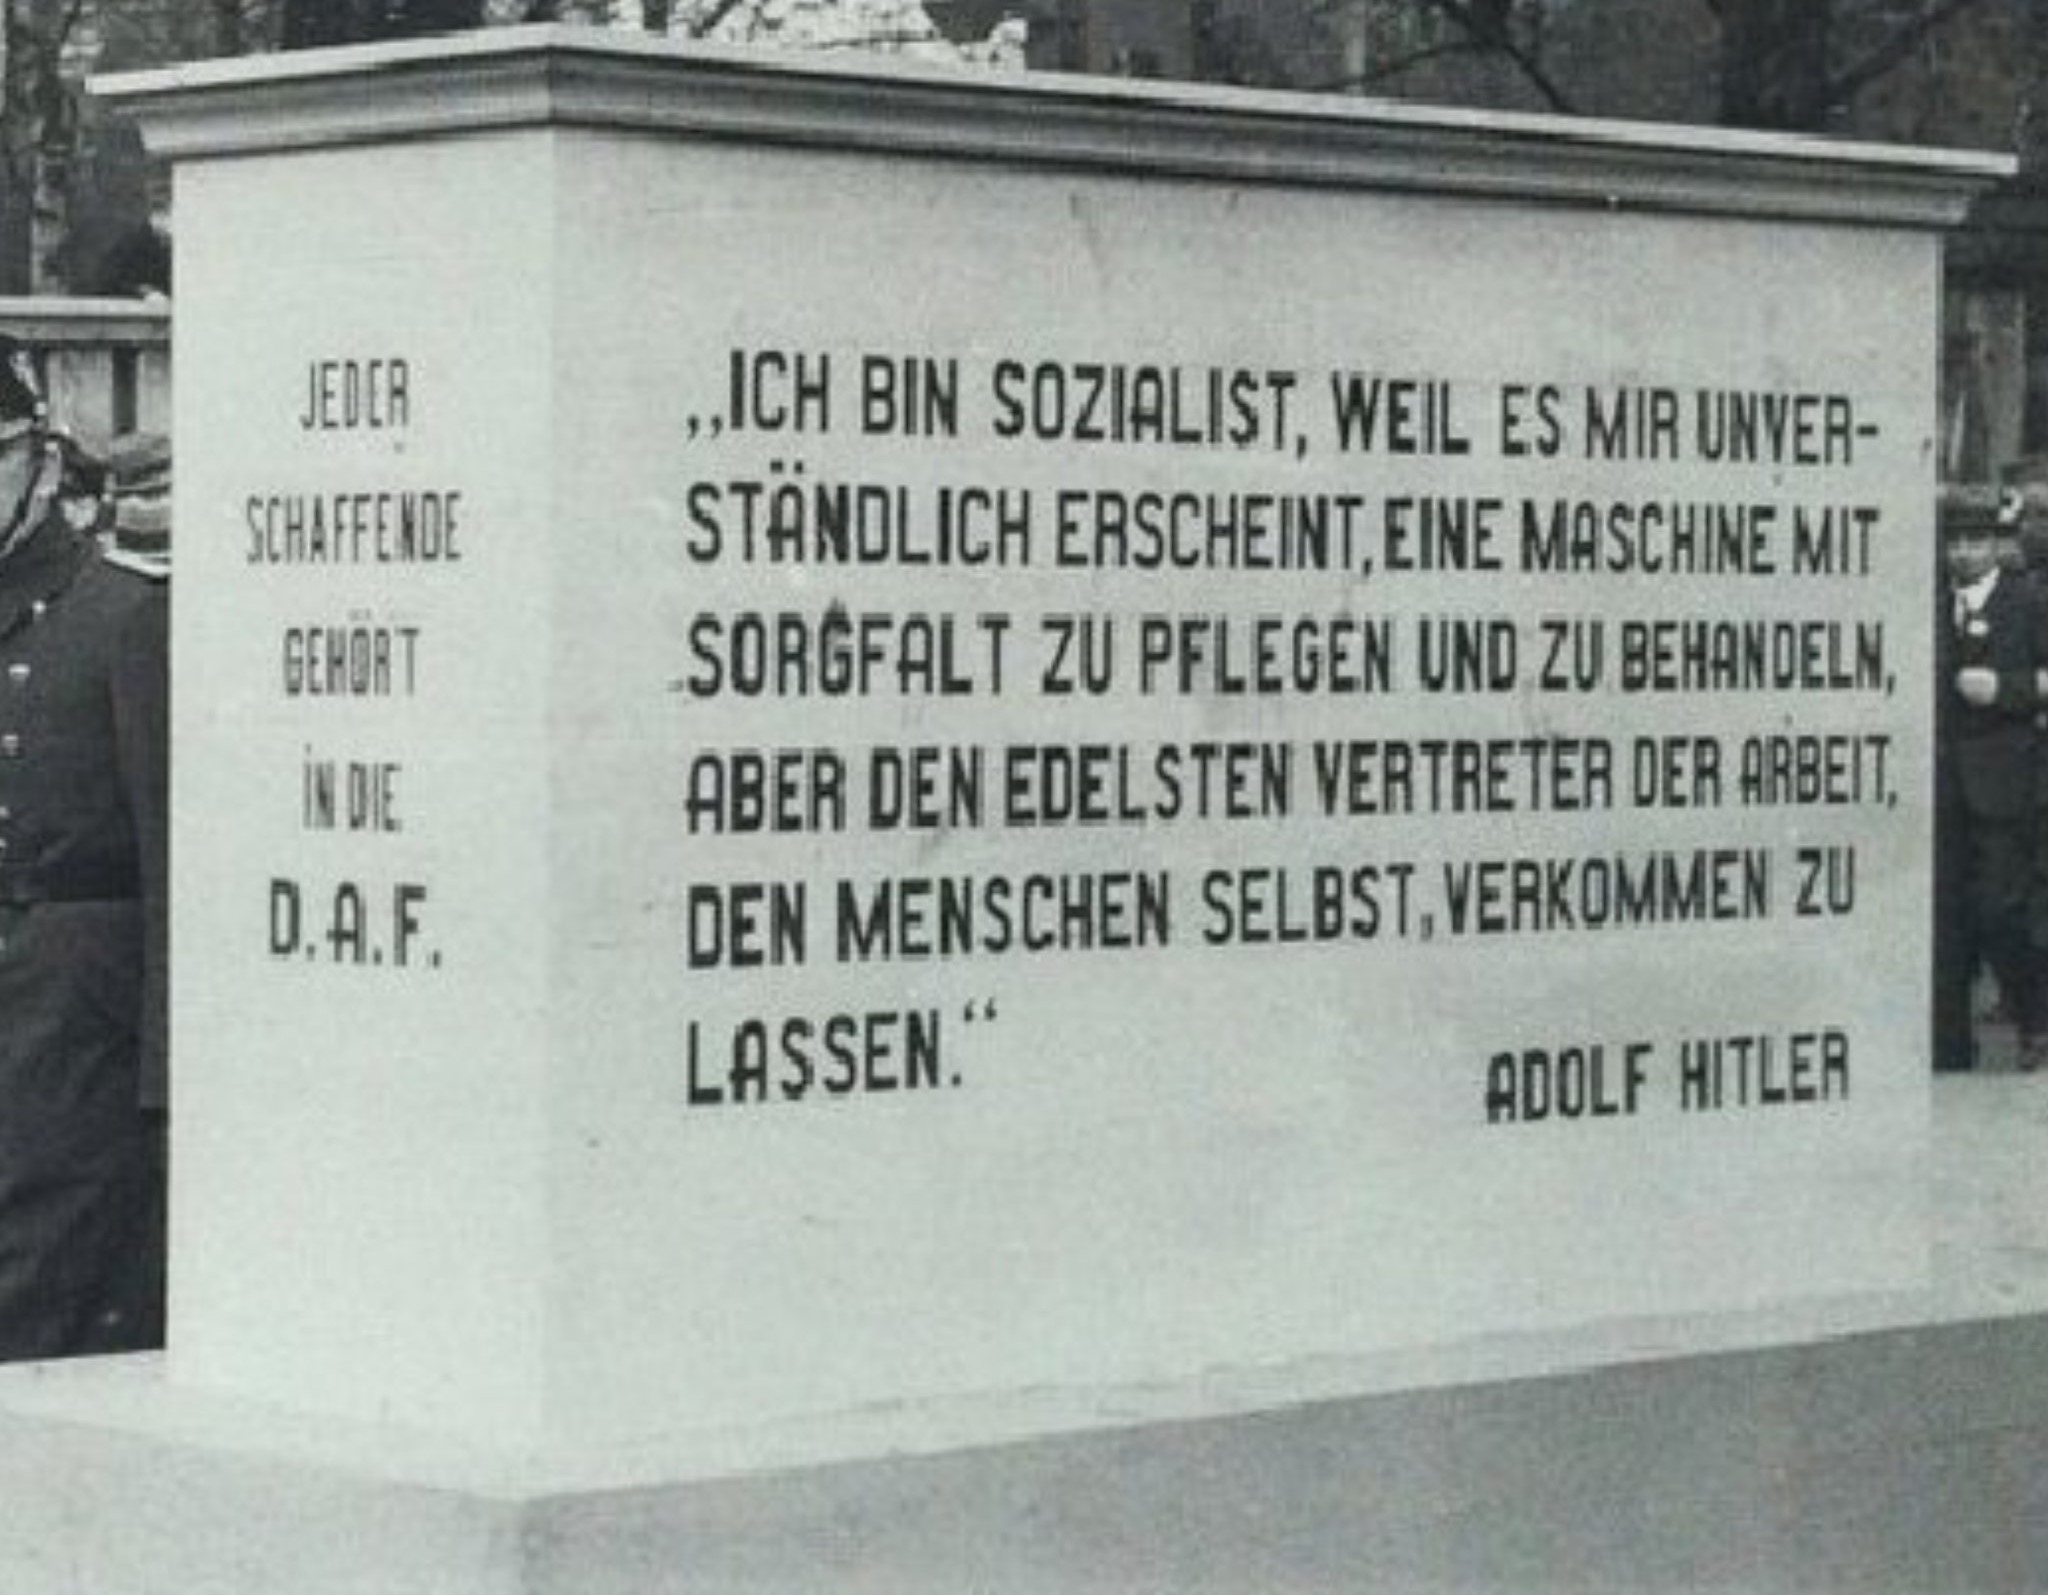 JEDER
SCHAFFENDE
GEHÖRT
IN DIE
D.A.F.
„ICH BIN SOZIALIST, WEIL ES MIR UNVER-
STÄNDLICH ERSCHEINT, EINE MASCHINE MIT
SORGFALT ZU PFLEGEN UND ZU BEHANDELN,
ABER DEN EDELSTEN VERTRETER DER ARBEIT,
DEN MENSCHEN SELBST, VERKOMMEN ZU
LASSEN.“
ADOLF HITLER